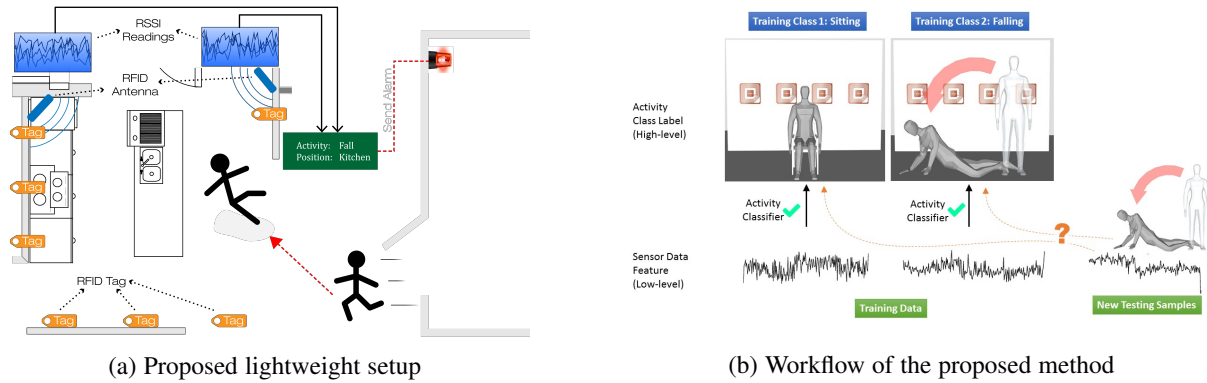 RSSI
Readings
RFID
Antenna
Tag
Tag
Tag
Tag
Send Alarm
Activity: Fall
Position: Kitchen
RFID Tag
Tag
Tag
Tag
(a) Proposed lightweight setup
Training Class 1: Sitting
Training Class 2: Falling
Activity
Class Label
(High-level)
Activity
Classifier
Activity
Classifier
?
Sensor Data
Feature
(Low-level)
Training Data
New Testing Samples
(b) Workflow of the proposed method